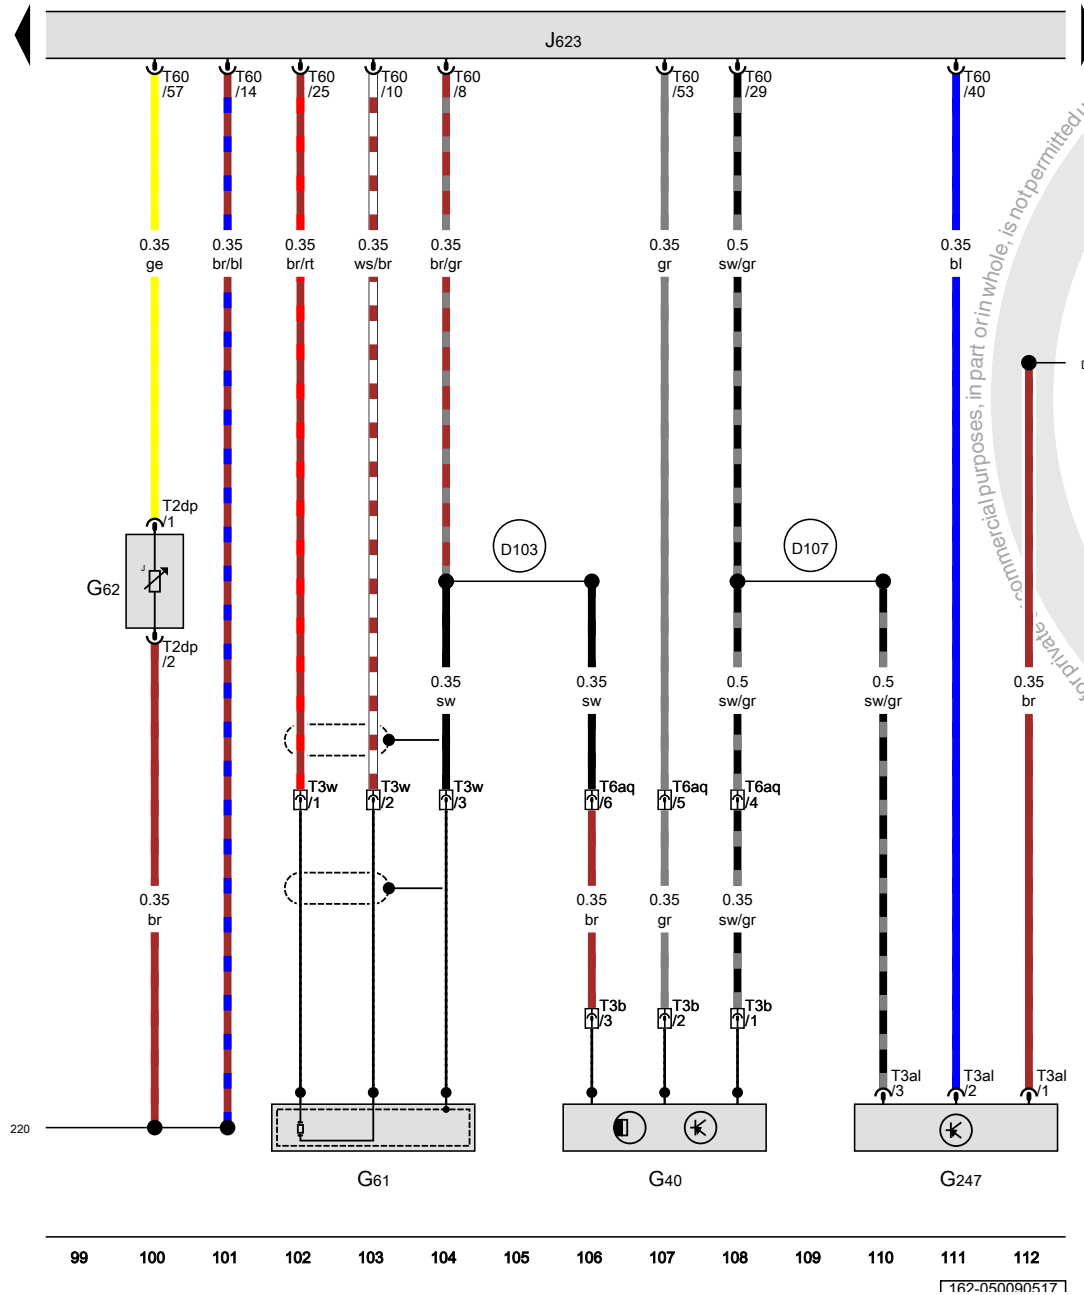 J623
T60 /57
T60 /14
T60 /25
T60 /10
T60 /8
T60 /53
T60 /29
T60 /40
0.35 ge
0.35 br/bl
0.35 br/rt
0.35 ws/br
0.35 br/gr
0.35 gr
0.5 sw/gr
0.35 bl
for private
commercial purposes, in part or in whole, is not permitted
D
T2dp /1
G62
J
T2dp /2
D103
D107
0.35 sw
0.35 sw
0.5 sw/gr
0.5 sw/gr
0.35 br
T3w /1
T3w /2
T3w /3
T6aq /6
T6aq /5
T6aq /4
0.35 br
0.35 br
0.35 gr
0.35 sw/gr
T3b /3
T3b /2
T3b /1
T3al /3
T3al /2
T3al /1
220
G61
G40
G247
99 100 101 102 103 104 105 106 107 108 109 110 111 112
162-050090517